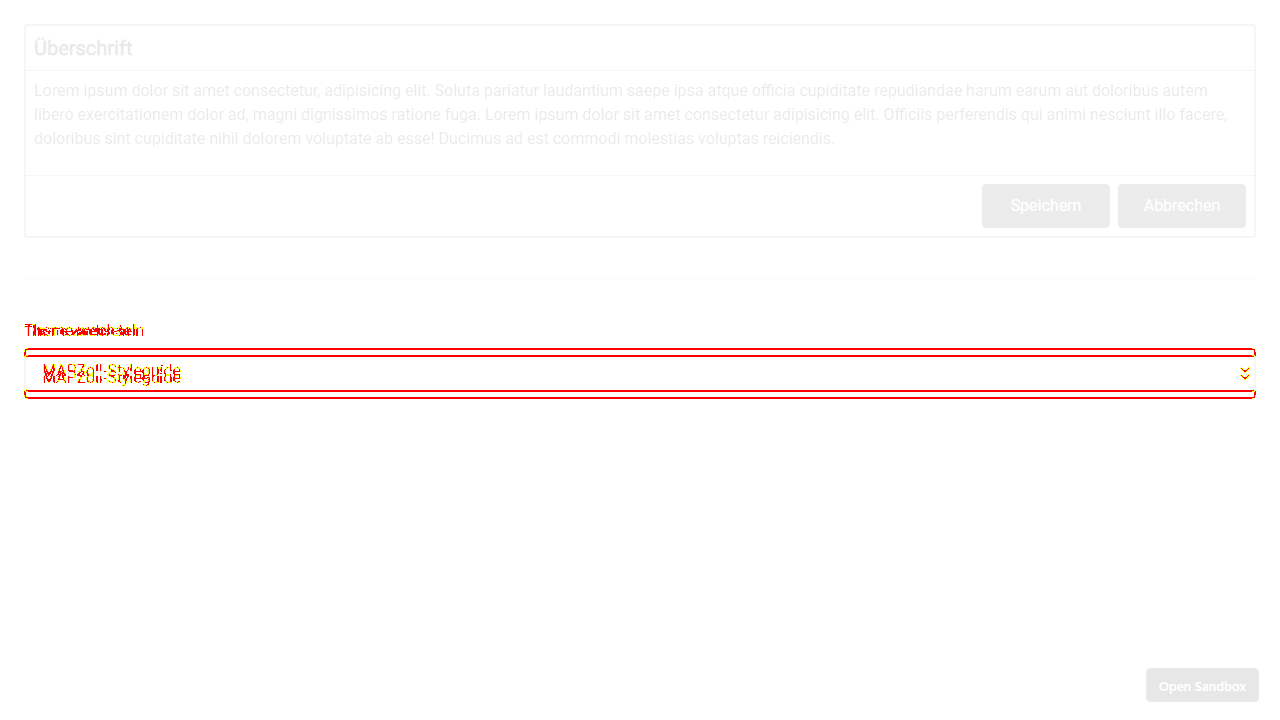 Überschrift
Lorem ipsum dolor sit amet consectetur, adipisicing elit. Soluta pariatur laudantium saepe ipsa atque officia cupiditate repudiandae harum earum aut doloribus autem
libero exercitationem dolor ad, magni dignissimos ratione fuga. Lorem ipsum dolor sit amet consectetur adipisicing elit. Officiis perferendis qui animi nesciunt illo facere,
doloribus sint cupiditate nihil dolorem voluptate ab esse! Ducimus ad est commodi molestias voluptas reiciendis.
Speichern Abbrechen
Theme wechseln
MAPZoll-Styleguide
Open Sandbox